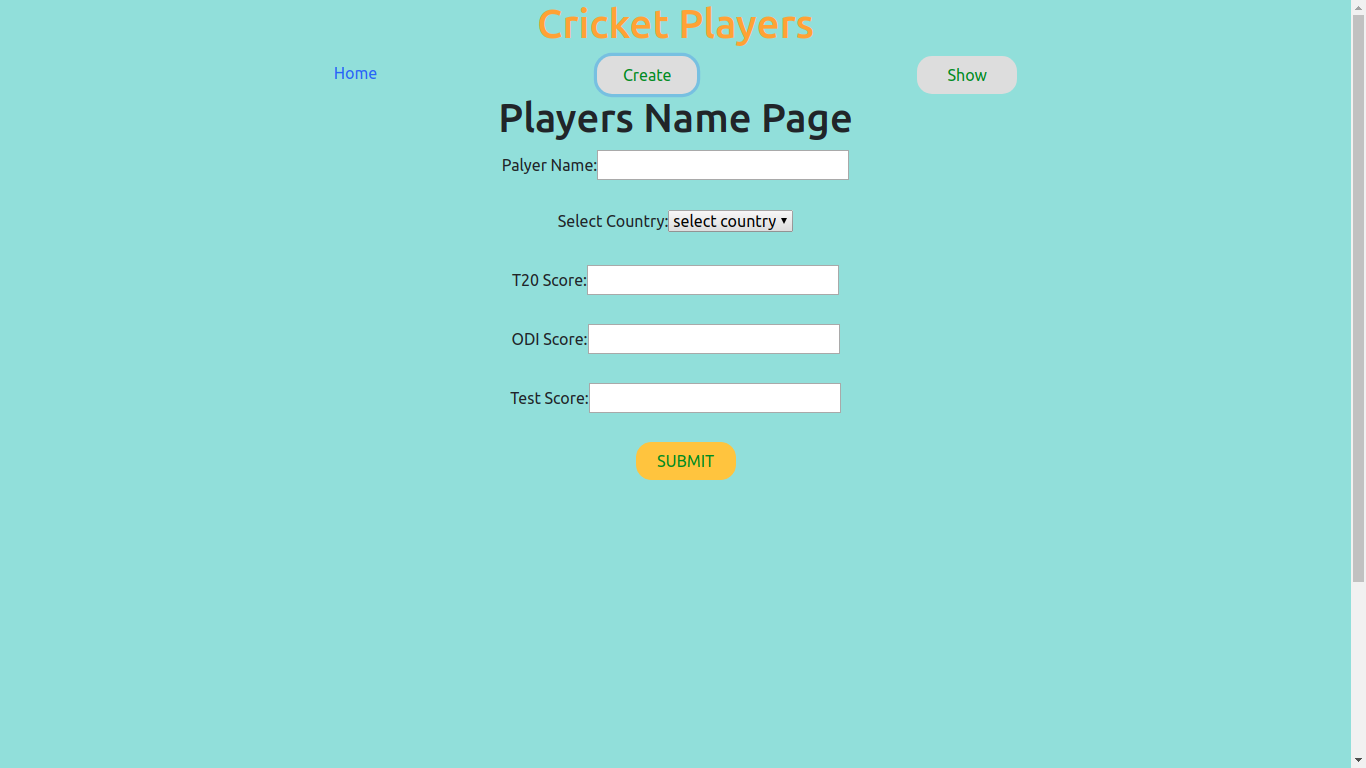 Cricket Players
Home Create Show
Players Name Page
Palyer Name:
Select Country: select country
T20 Score:
ODI Score:
Test Score:
SUBMIT